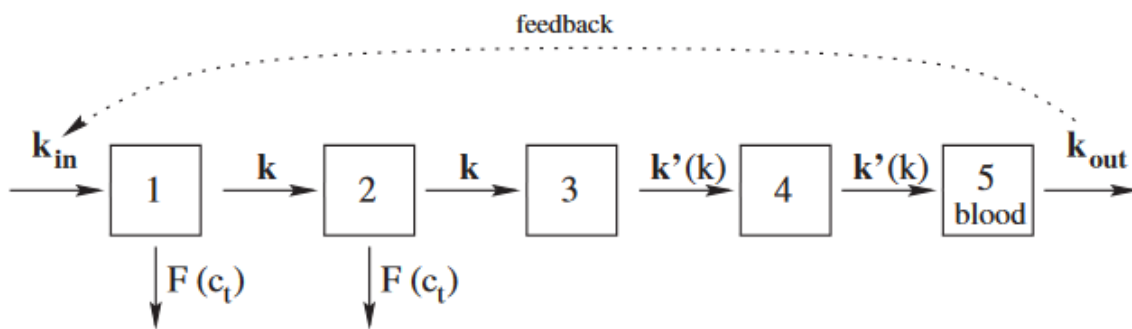 feedback
k_in
1
k
2
k
3
k’(k)
4
k’(k)
5
blood
k_out
F (c_t)
F (c_t)